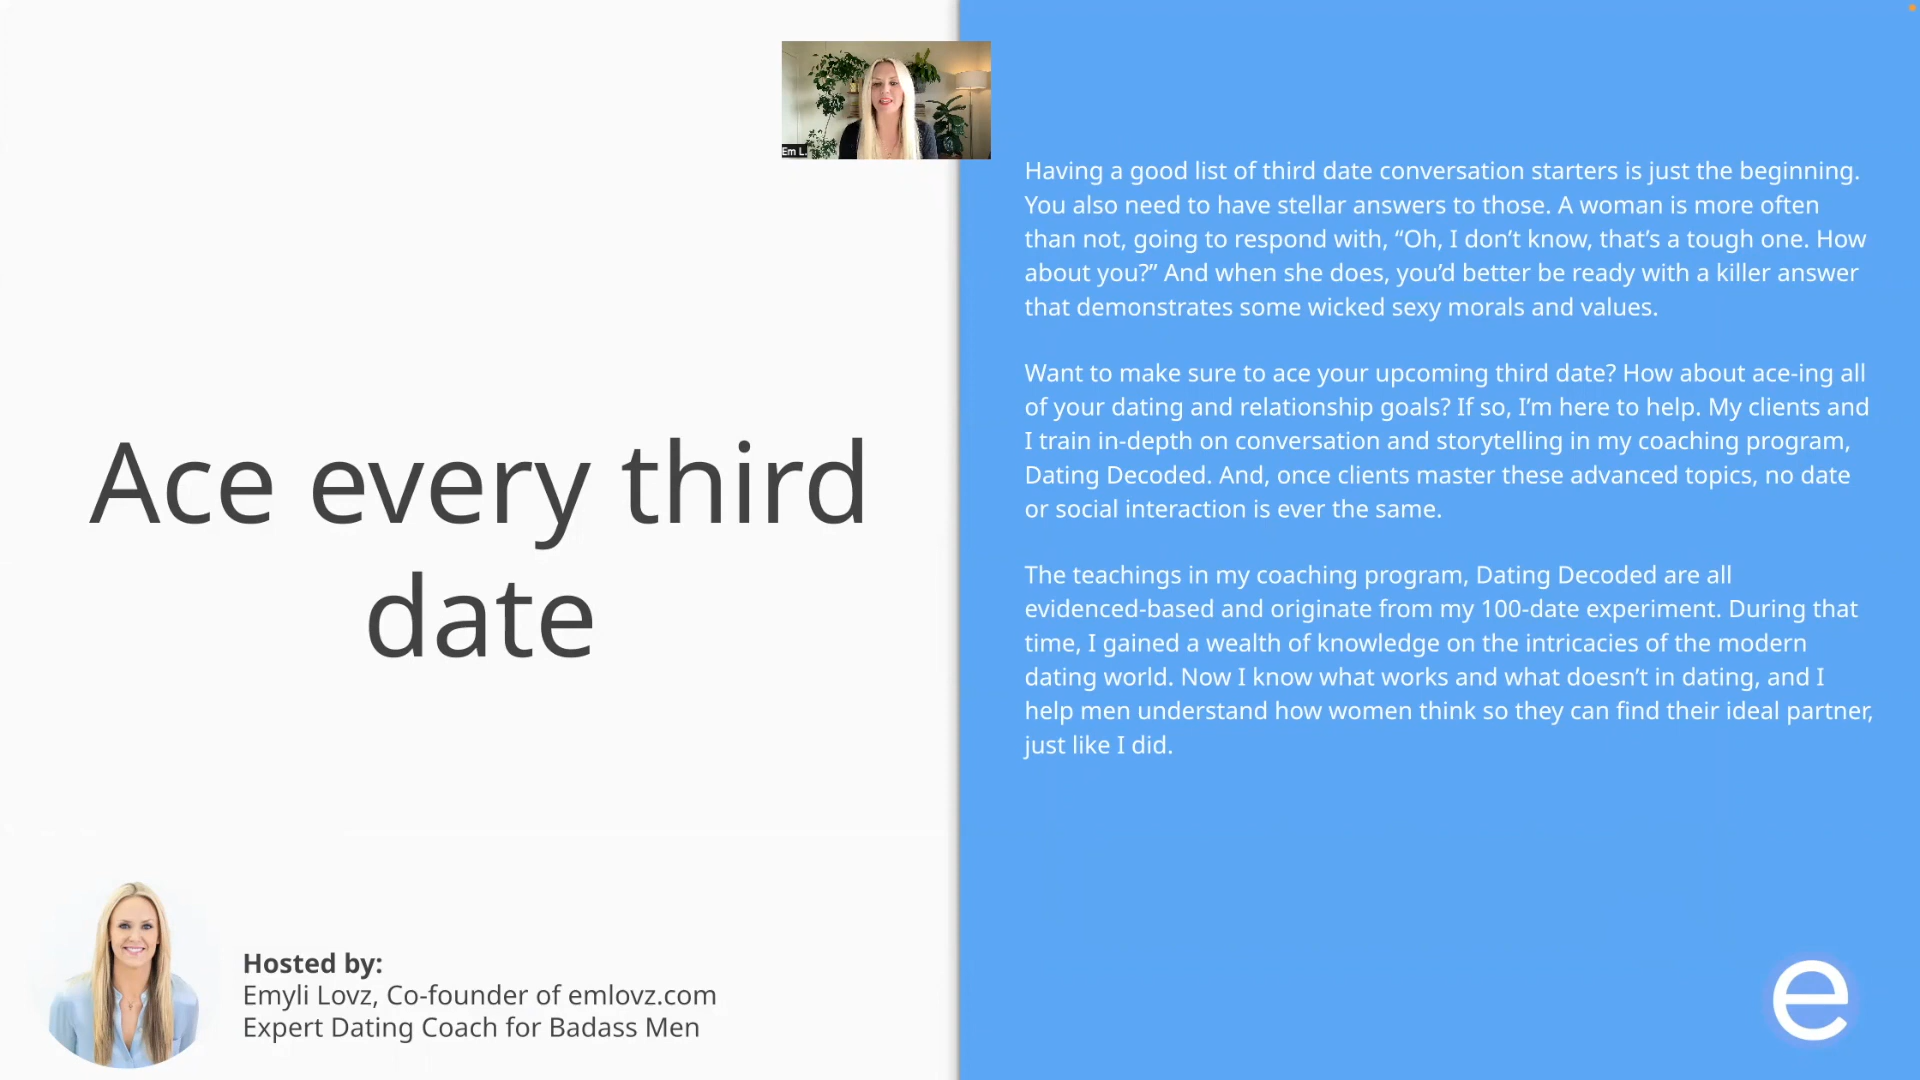 Em L.
Ace every third
date
Hosted by:
Emyli Lovz, Co-founder of emlovz.com
Expert Dating Coach for Badass Men
Having a good list of third date conversation starters is just the beginning.
You also need to have stellar answers to those. A woman is more often
than not, going to respond with, “Oh, I don’t know, that’s a tough one. How
about you?” And when she does, you’d better be ready with a killer answer
that demonstrates some wicked sexy morals and values.
Want to make sure to ace your upcoming third date? How about ace-ing all
of your dating and relationship goals? If so, I’m here to help. My clients and
I train in-depth on conversation and storytelling in my coaching program,
Dating Decoded. And, once clients master these advanced topics, no date
or social interaction is ever the same.
The teachings in my coaching program, Dating Decoded are all
evidenced-based and originate from my 100-date experiment. During that
time, I gained a wealth of knowledge on the intricacies of the modern
dating world. Now I know what works and what doesn’t in dating, and I
help men understand how women think so they can find their ideal partner,
just like I did.
e